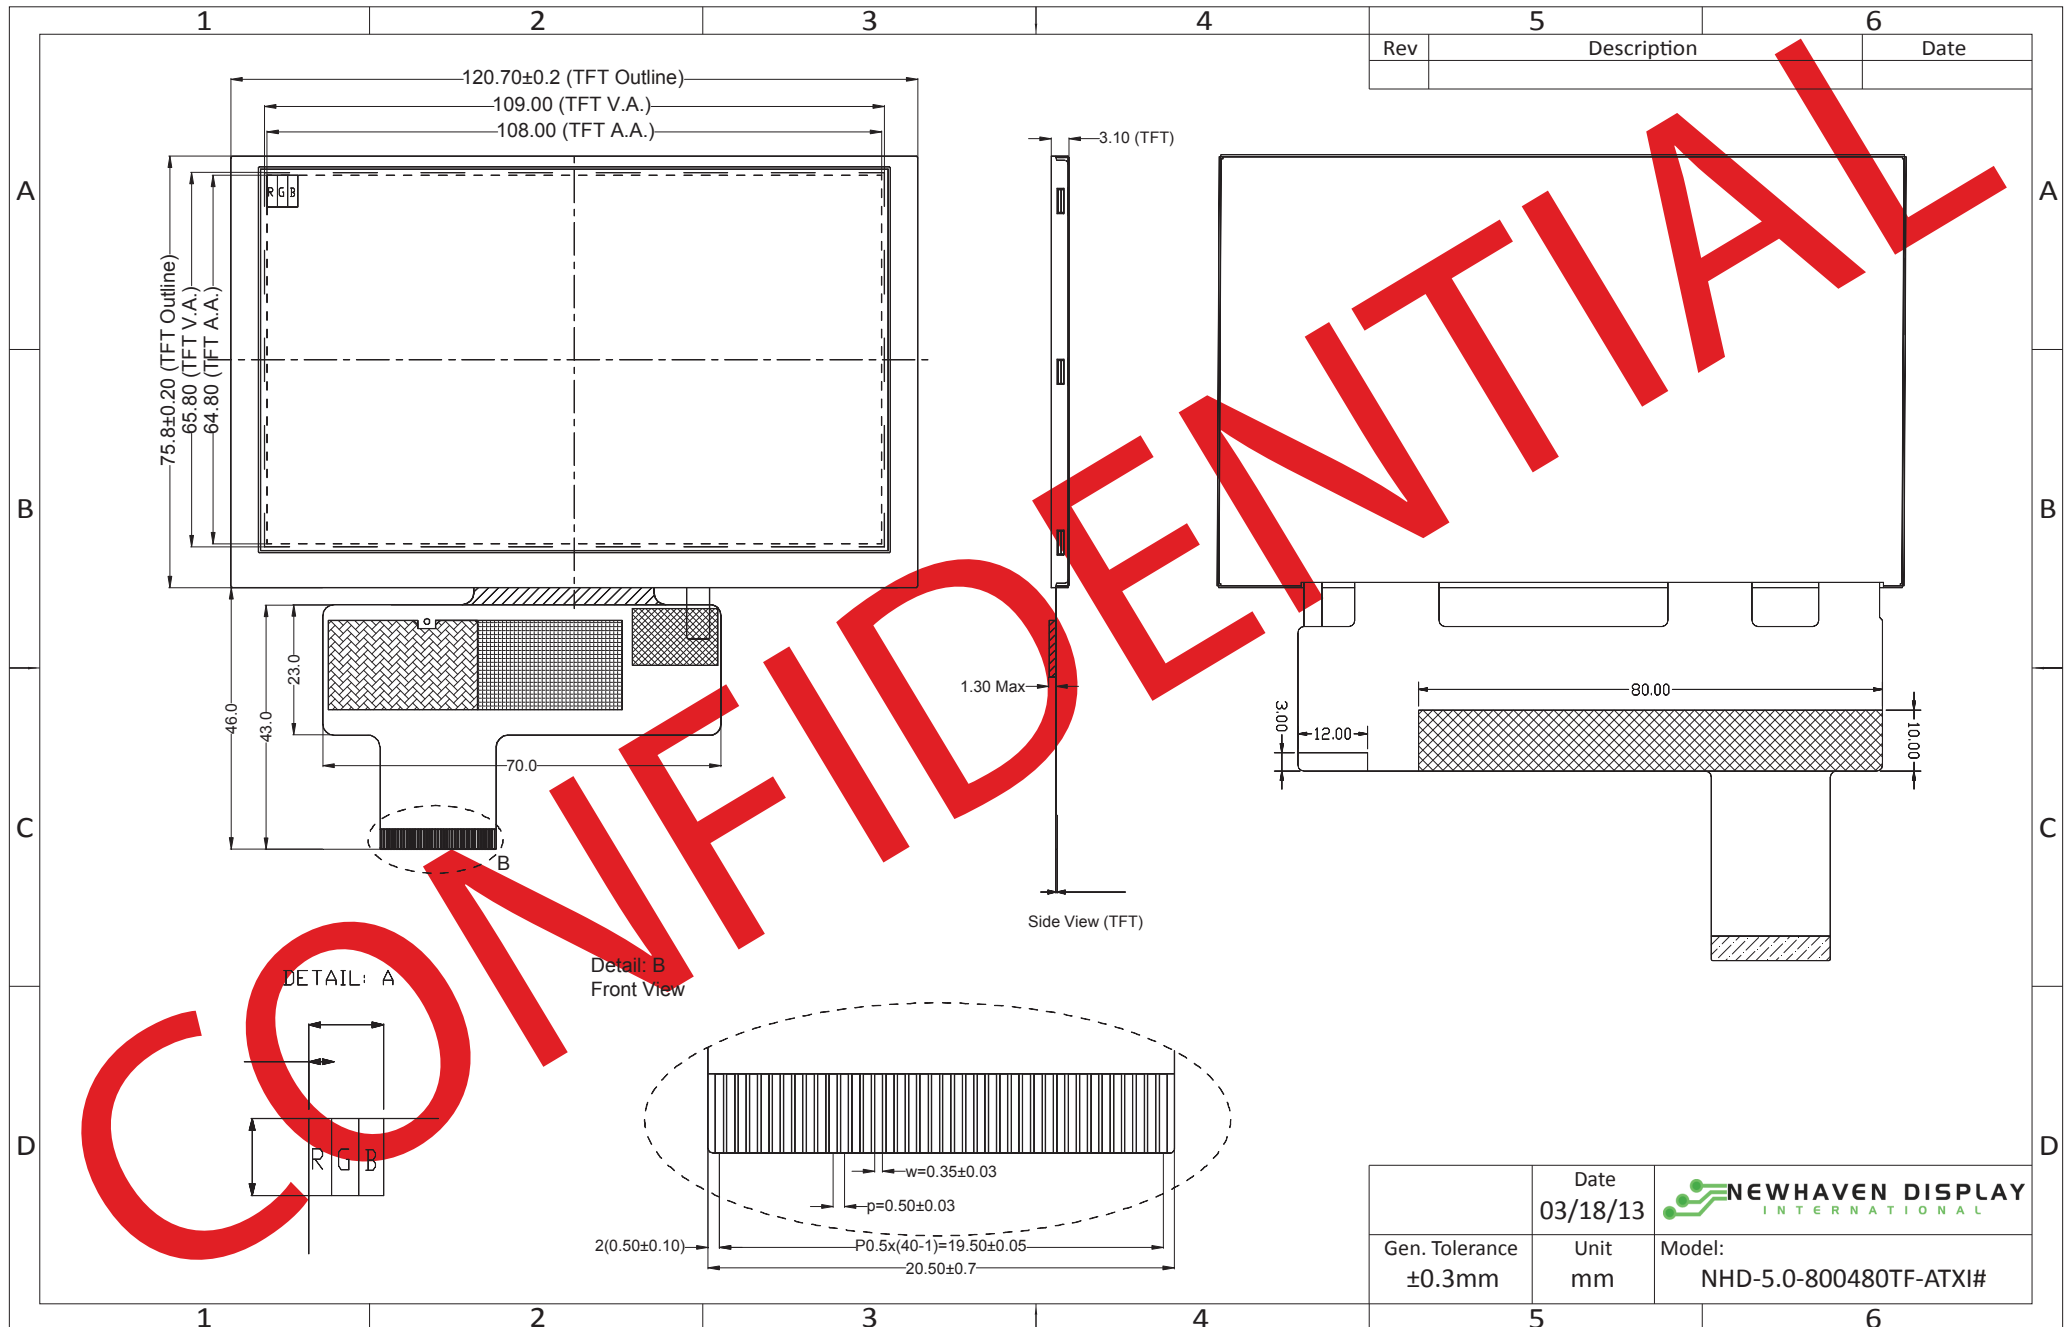 1 2 3 4 5 6
Rev Description Date
A
B
C
D
A
B
C
D
120.70±0.2 (TFT Outline)
109.00 (TFT V.A.)
108.00 (TFT A.A.)
75.8±0.20 (TFT Outline)
65.80 (TFT V.A.)
64.80 (TFT A.A.)
R G B
3.10 (TFT)
CONFIDENTIAL
46.0
43.0
23.0
70.0
B
1.30 Max
Side View (TFT)
80.00
3.00
12.00
10.00
DETAIL: A
R G B
Detail: B
Front View
w=0.35±0.03
p=0.50±0.03
2(0.50±0.10)
P0.5x(40-1)=19.50±0.05
20.50±0.7
Date
03/18/13
NEWHAVEN DISPLAY
INTERNATIONAL
Gen. Tolerance
±0.3mm
Unit
mm
Model:
NHD-5.0-800480TF-ATXI#
1 2 3 4 5 6